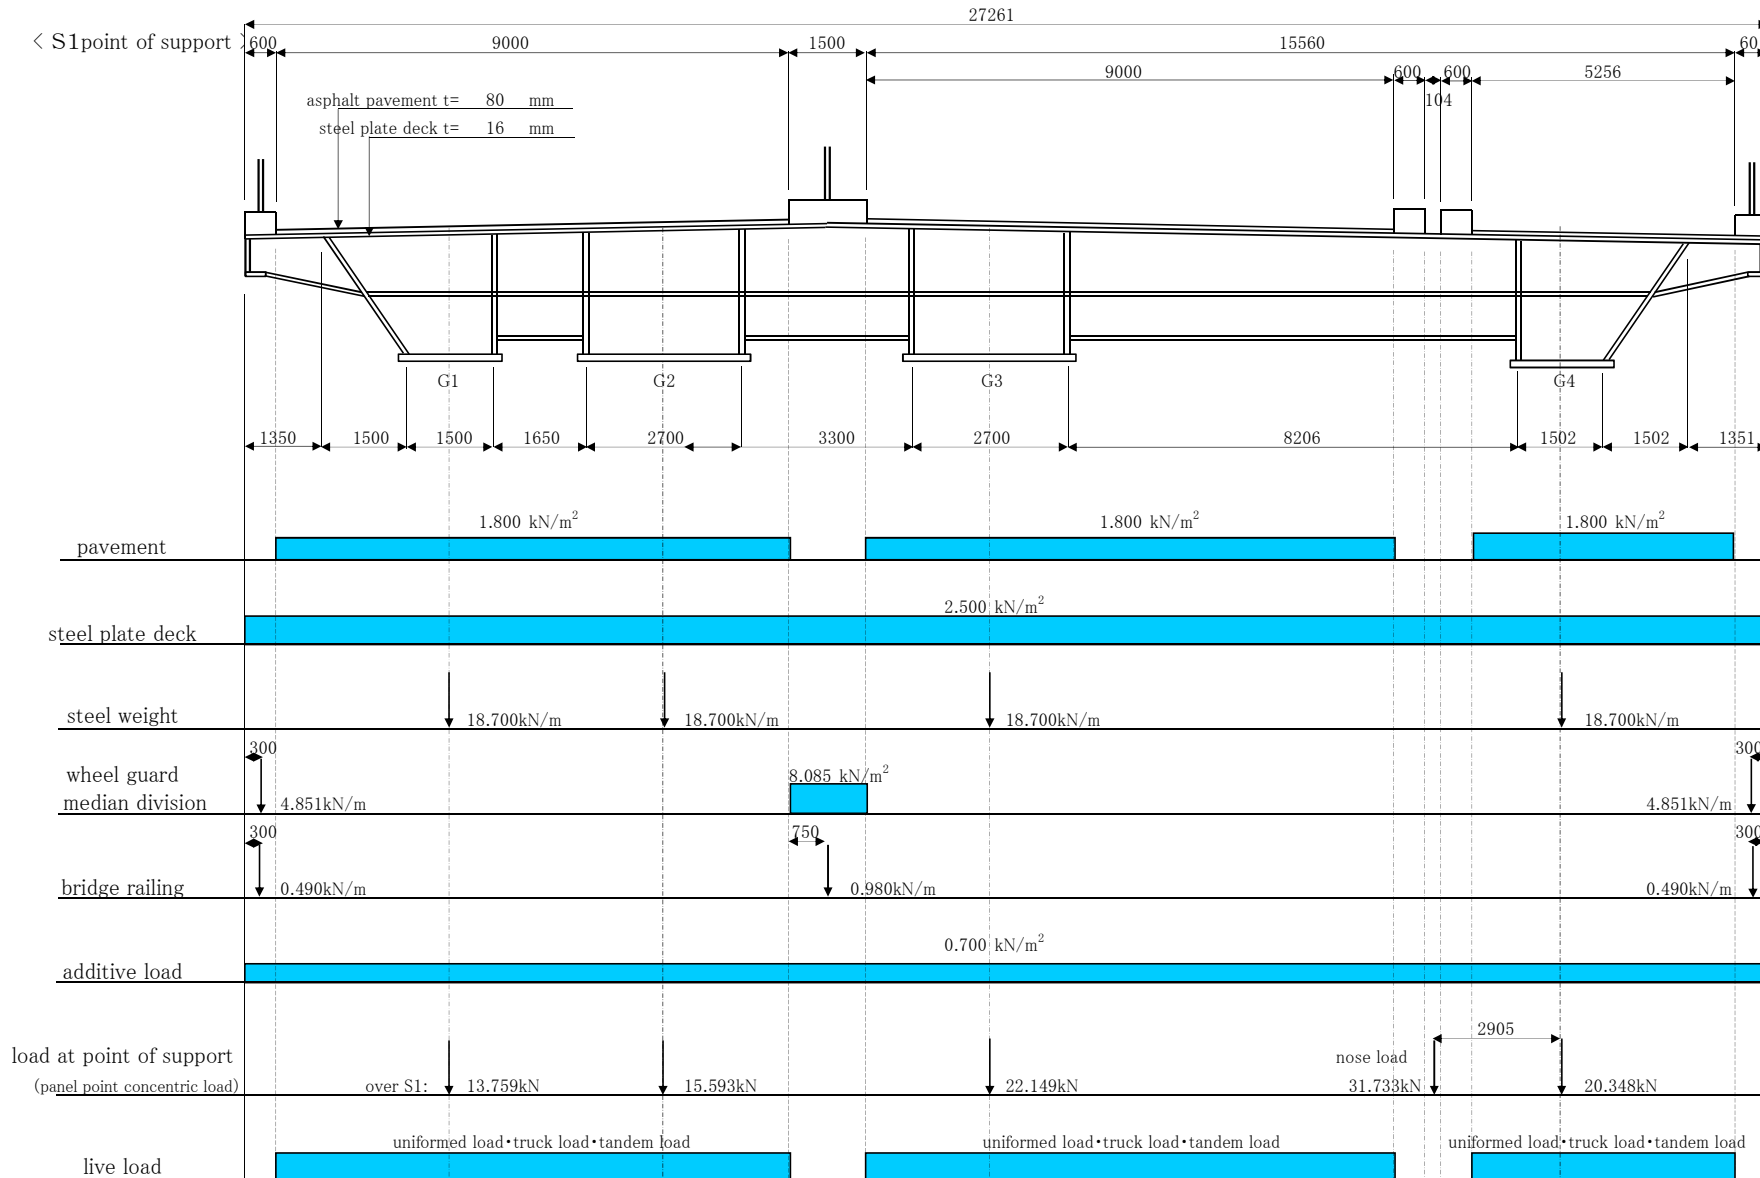 27261
< S1point of support >
600 9000 1500 15560 60
9000 600 600 5256
104
asphalt pavement t= 80 mm
steel plate deck t= 16 mm
G1 G2 G3 G4
1350 1500 1500 1650 2700 3300 2700 8206 1502 1502 1351
1.800 kN/m² 1.800 kN/m² 1.800 kN/m²
pavement
2.500 kN/m²
steel plate deck
steel weight 18.700kN/m 18.700kN/m 18.700kN/m 18.700kN/m
300 300
wheel guard 8.085 kN/m²
median division 4.851kN/m 4.851kN/m
300 750 300
bridge railing 0.490kN/m 0.980kN/m 0.490kN/m
0.700 kN/m²
additive load
2905
load at point of support nose load
(panel point concentric load) over S1: 13.759kN 15.593kN 22.149kN 31.733kN 20.348kN
uniformed load・truck load・tandem load uniformed load・truck load・tandem load uniformed load・truck load・tandem load
live load